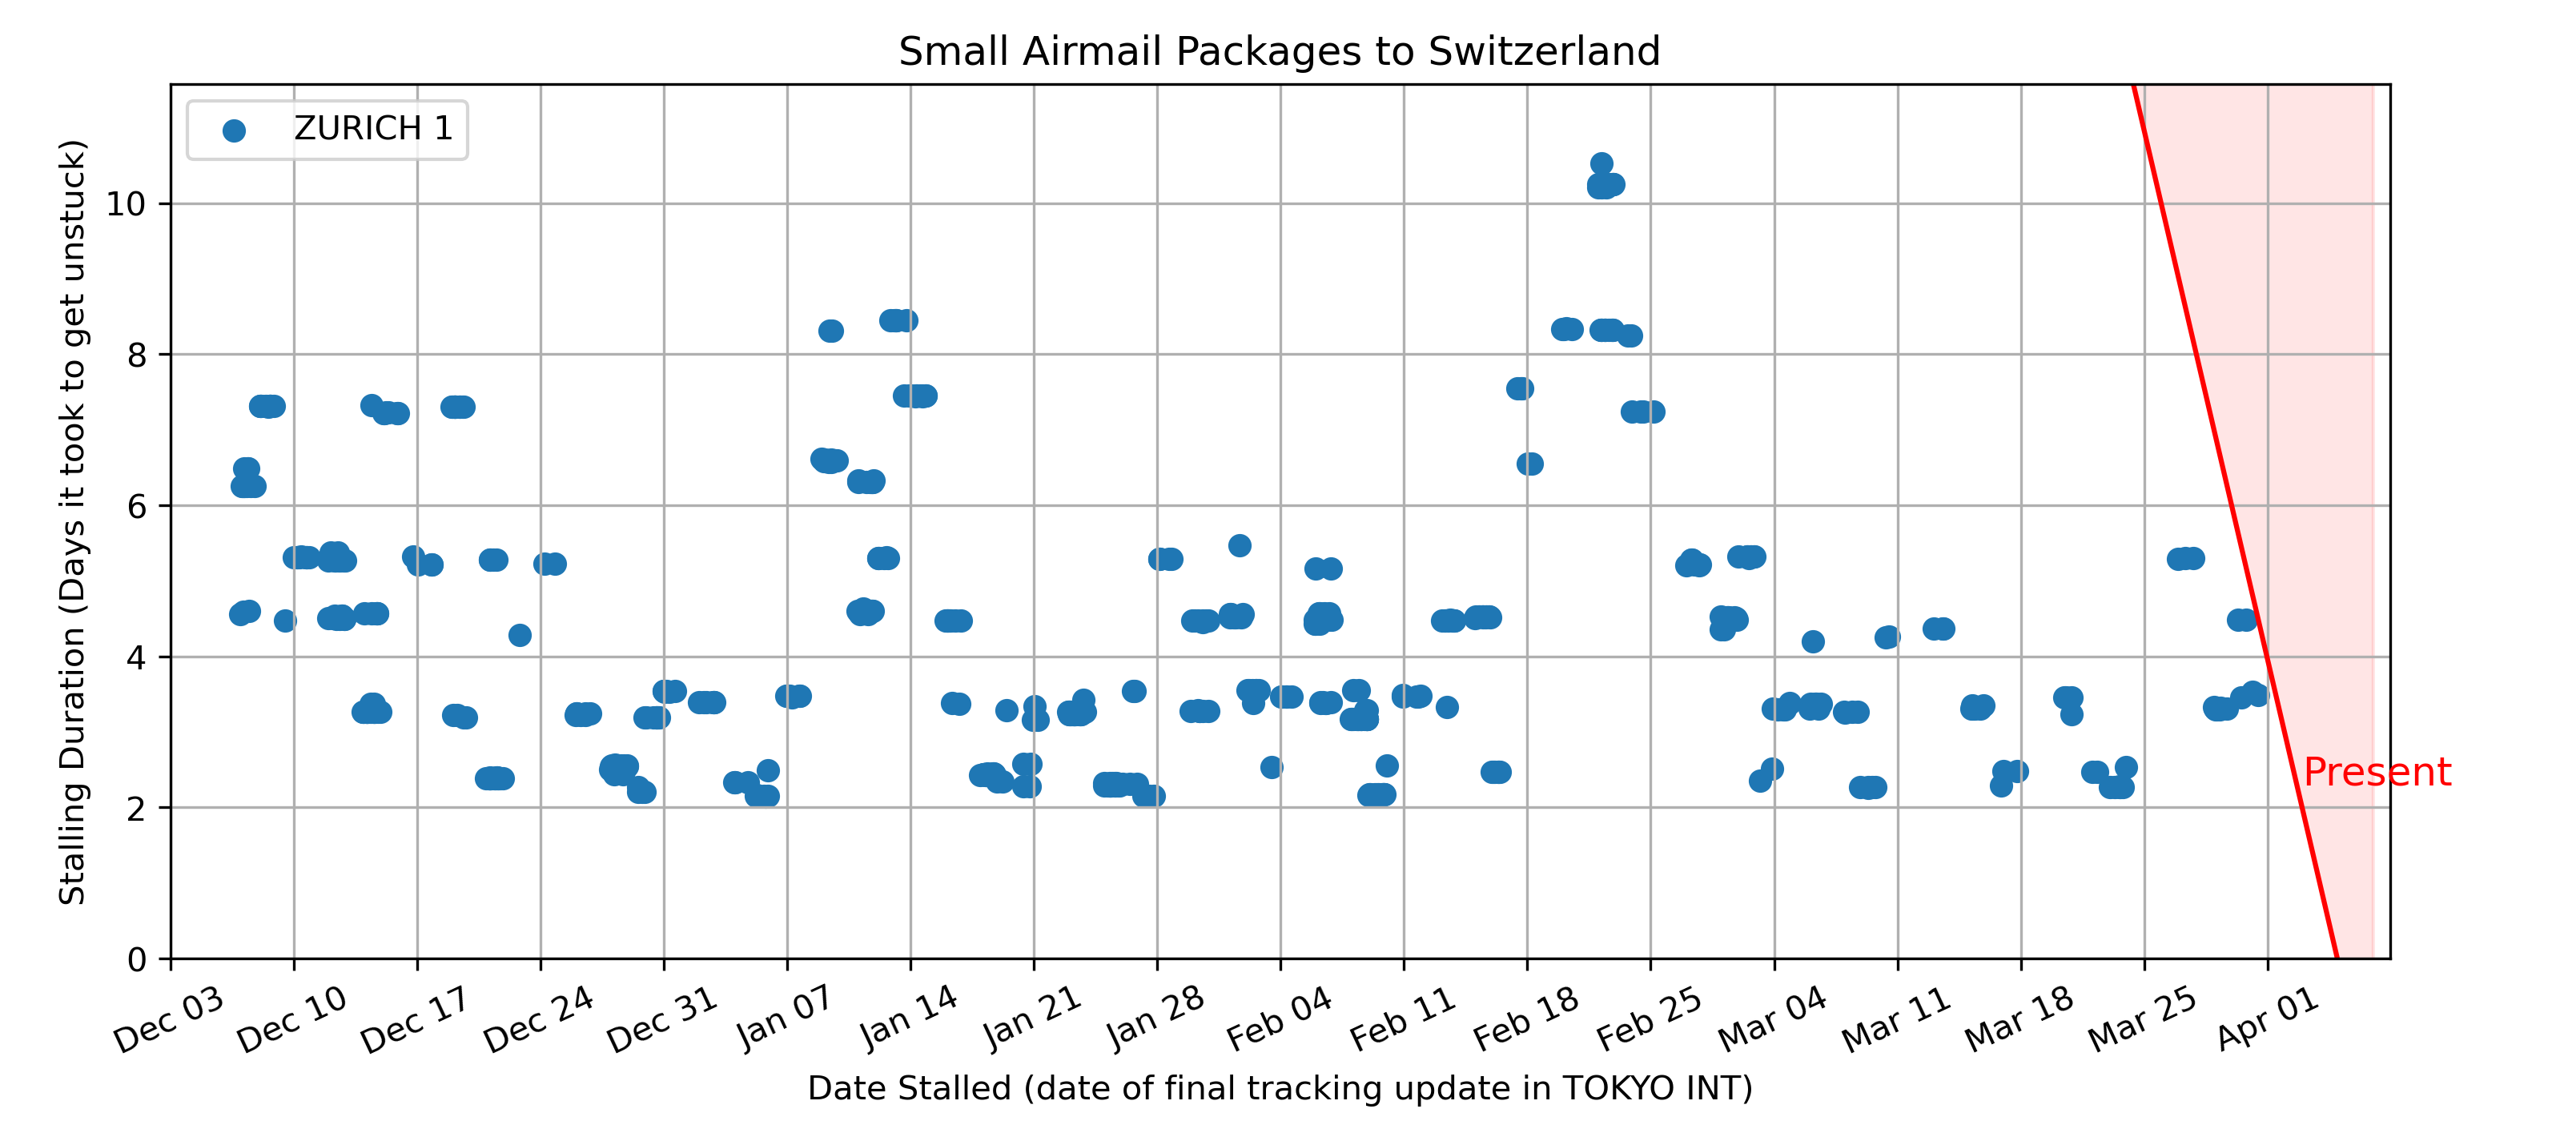 Small Airmail Packages to Switzerland
ZURICH 1
Stalling Duration (Days it took to get unstuck)
10
8
6
4
2
0
Present
Dec 03
Dec 10
Dec 17
Dec 24
Dec 31
Jan 07
Jan 14
Jan 21
Jan 28
Feb 04
Feb 11
Feb 18
Feb 25
Mar 04
Mar 11
Mar 18
Mar 25
Apr 01
Date Stalled (date of final tracking update in TOKYO INT)